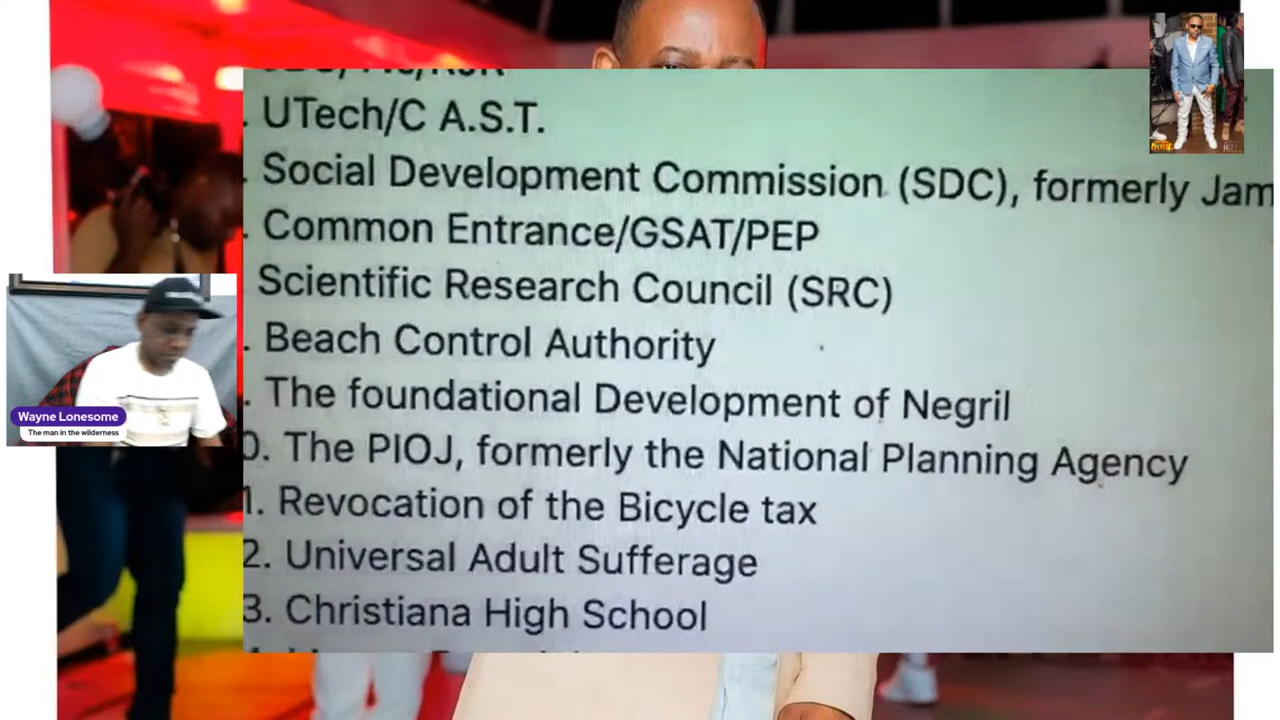 UTech/C A.S.T.
Social Development Commission (SDC), formerly Jam
Common Entrance/GSAT/PEP
Scientific Research Council (SRC)
Beach Control Authority
The foundational Development of Negril
0. The PIOJ, formerly the National Planning Agency
1. Revocation of the Bicycle tax
2. Universal Adult Sufferage
3. Christiana High School
Wayne Lonesome
The man in the wilderness